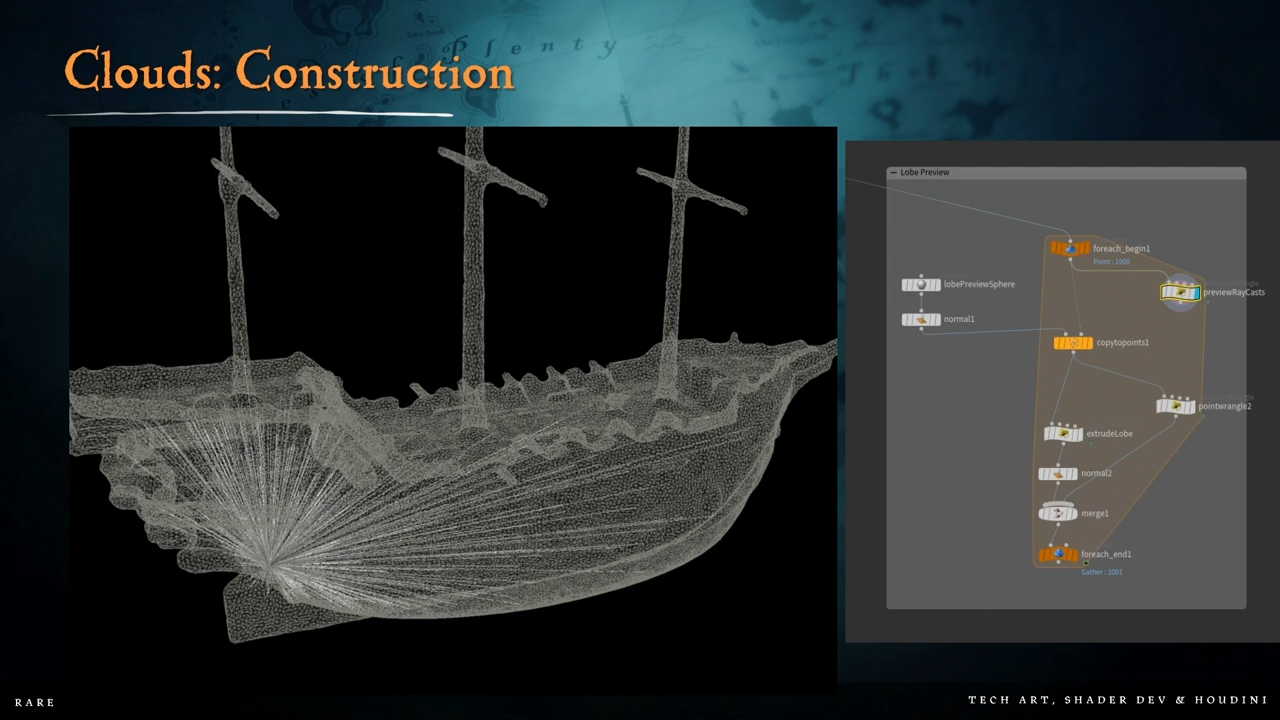 Plenty
Clouds: Construction
Lobe Preview
foreach_begin1
Point : 1000
lobePreviewSphere
previewRayCasts
normal1
copytopoints1
pointwrangle2
extrudeLobe
normal2
merge1
foreach_end1
Gather : 1001
RARE
TECH ART, SHADER DEV & HOUDINI